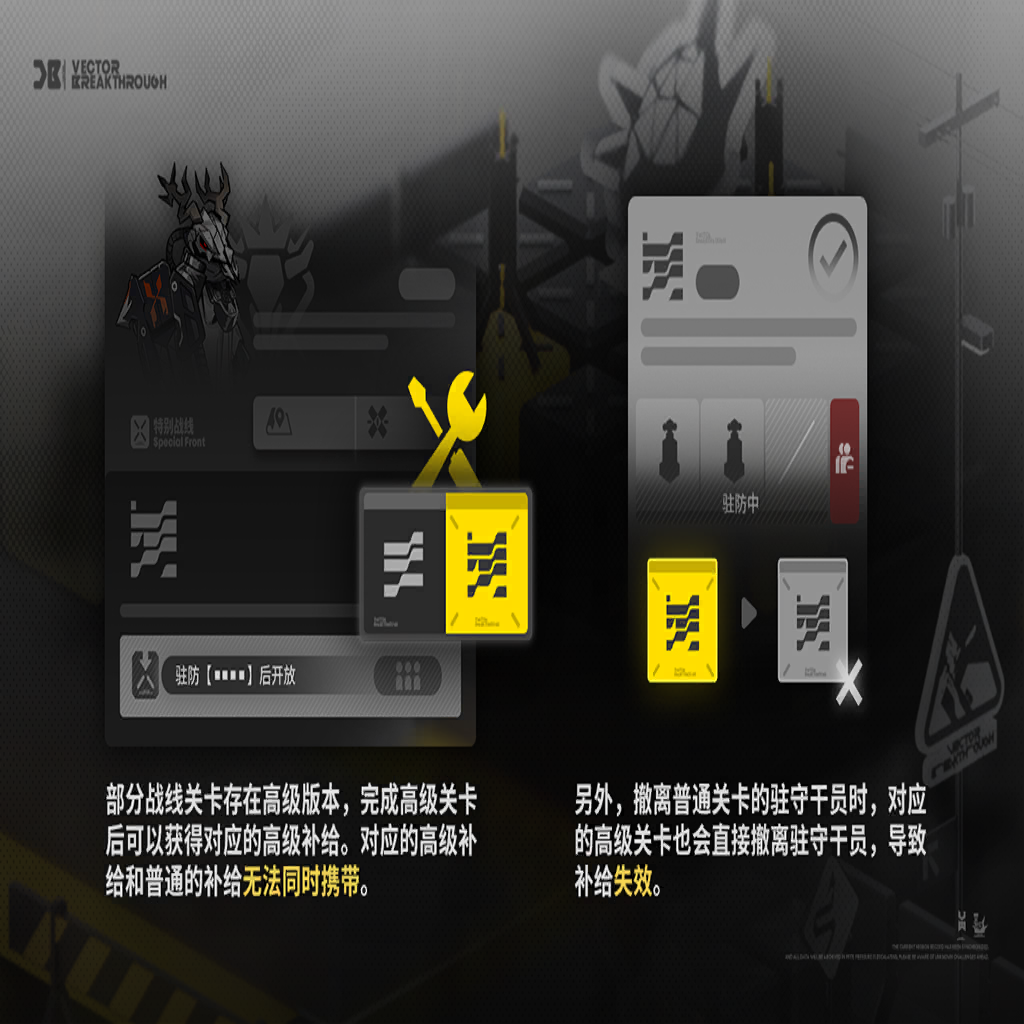 VECTOR
BREAKTHROUGH
特别战线
Special Front
驻防【▪▪▪▪】后开放
驻防中
部分战线关卡存在高级版本，完成高级关卡
后可以获得对应的高级补给。对应的高级补
给和普通的补给无法同时携带。
另外，撤离普通关卡的驻守干员时，对应
的高级关卡也会直接撤离驻守干员，导致
补给失效。
VECTOR
BREAKTHROUGH